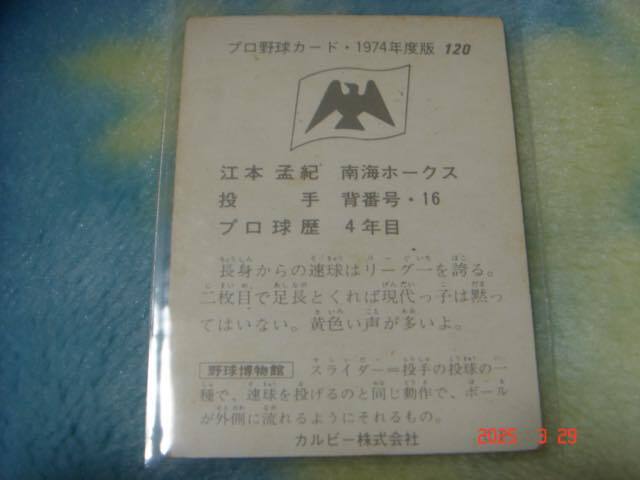 プロ野球カード・1974年度版 120
江本 孟紀 南海ホークス
投 手 背番号・16
プロ球歴 4年目
長身からの速球はリーグ一を誇る。
二枚目で足長とくれば現代っ子は黙っ
てはいない。黄色い声が多いよ。
野球博物館 スライダー＝投手の投球の一
種で、速球を投げるのと同じ動作で、ボール
が外側に流れるようにそれるもの。
カルビー株式会社
2025 3 29